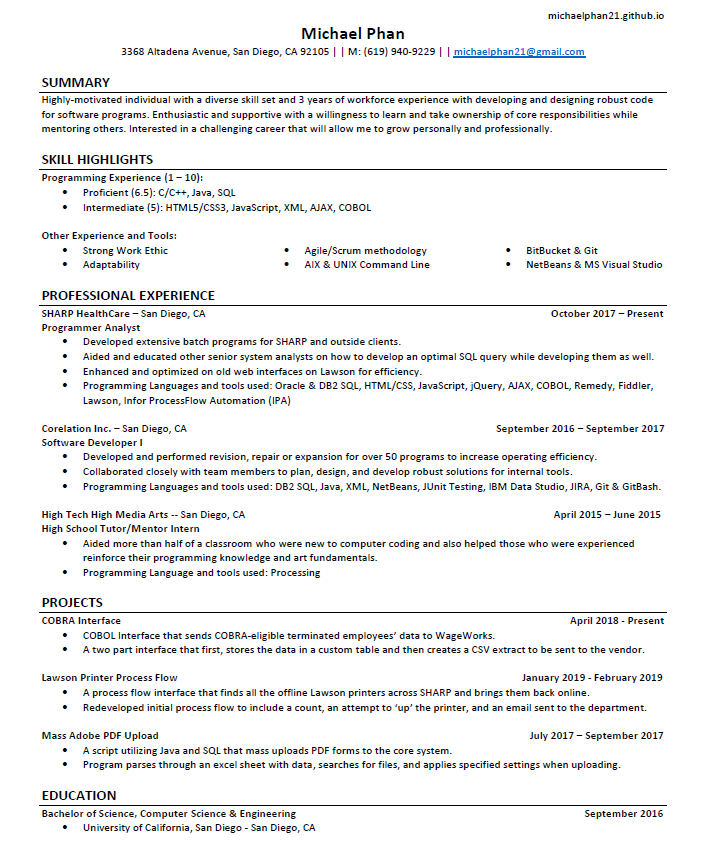 michaelphan21.github.io
Michael Phan
3368 Altadena Avenue, San Diego, CA 92105 | | M: (619) 940-9229 | | michaelphan21@gmail.com
SUMMARY
Highly-motivated individual with a diverse skill set and 3 years of workforce experience with developing and designing robust code
for software programs. Enthusiastic and supportive with a willingness to learn and take ownership of core responsibilities while
mentoring others. Interested in a challenging career that will allow me to grow personally and professionally.
SKILL HIGHLIGHTS
Programming Experience (1 – 10):
• Proficient (6.5): C/C++, Java, SQL
• Intermediate (5): HTML5/CSS3, JavaScript, XML, AJAX, COBOL
Other Experience and Tools:
• Strong Work Ethic • Agile/Scrum methodology • BitBucket & Git
• Adaptability • AIX & UNIX Command Line • NetBeans & MS Visual Studio
PROFESSIONAL EXPERIENCE
SHARP HealthCare – San Diego, CA October 2017 – Present
Programmer Analyst
• Developed extensive batch programs for SHARP and outside clients.
• Aided and educated other senior system analysts on how to develop an optimal SQL query while developing them as well.
• Enhanced and optimized on old web interfaces on Lawson for efficiency.
• Programming Languages and tools used: Oracle & DB2 SQL, HTML/CSS, JavaScript, jQuery, AJAX, COBOL, Remedy, Fiddler,
Lawson, Infor ProcessFlow Automation (IPA)
Corelation Inc. – San Diego, CA September 2016 – September 2017
Software Developer I
• Developed and performed revision, repair or expansion for over 50 programs to increase operating efficiency.
• Collaborated closely with team members to plan, design, and develop robust solutions for internal tools.
• Programming Languages and tools used: DB2 SQL, Java, XML, NetBeans, JUnit Testing, IBM Data Studio, JIRA, Git & GitBash.
High Tech High Media Arts -- San Diego, CA April 2015 – June 2015
High School Tutor/Mentor Intern
• Aided more than half of a classroom who were new to computer coding and also helped those who were experienced
reinforce their programming knowledge and art fundamentals.
• Programming Language and tools used: Processing
PROJECTS
COBRA Interface April 2018 - Present
• COBOL Interface that sends COBRA-eligible terminated employees’ data to WageWorks.
• A two part interface that first, stores the data in a custom table and then creates a CSV extract to be sent to the vendor.
Lawson Printer Process Flow January 2019 - February 2019
• A process flow interface that finds all the offline Lawson printers across SHARP and brings them back online.
• Redeveloped initial process flow to include a count, an attempt to ‘up’ the printer, and an email sent to the department.
Mass Adobe PDF Upload July 2017 – September 2017
• A script utilizing Java and SQL that mass uploads PDF forms to the core system.
• Program parses through an excel sheet with data, searches for files, and applies specified settings when uploading.
EDUCATION
Bachelor of Science, Computer Science & Engineering September 2016
• University of California, San Diego - San Diego, CA